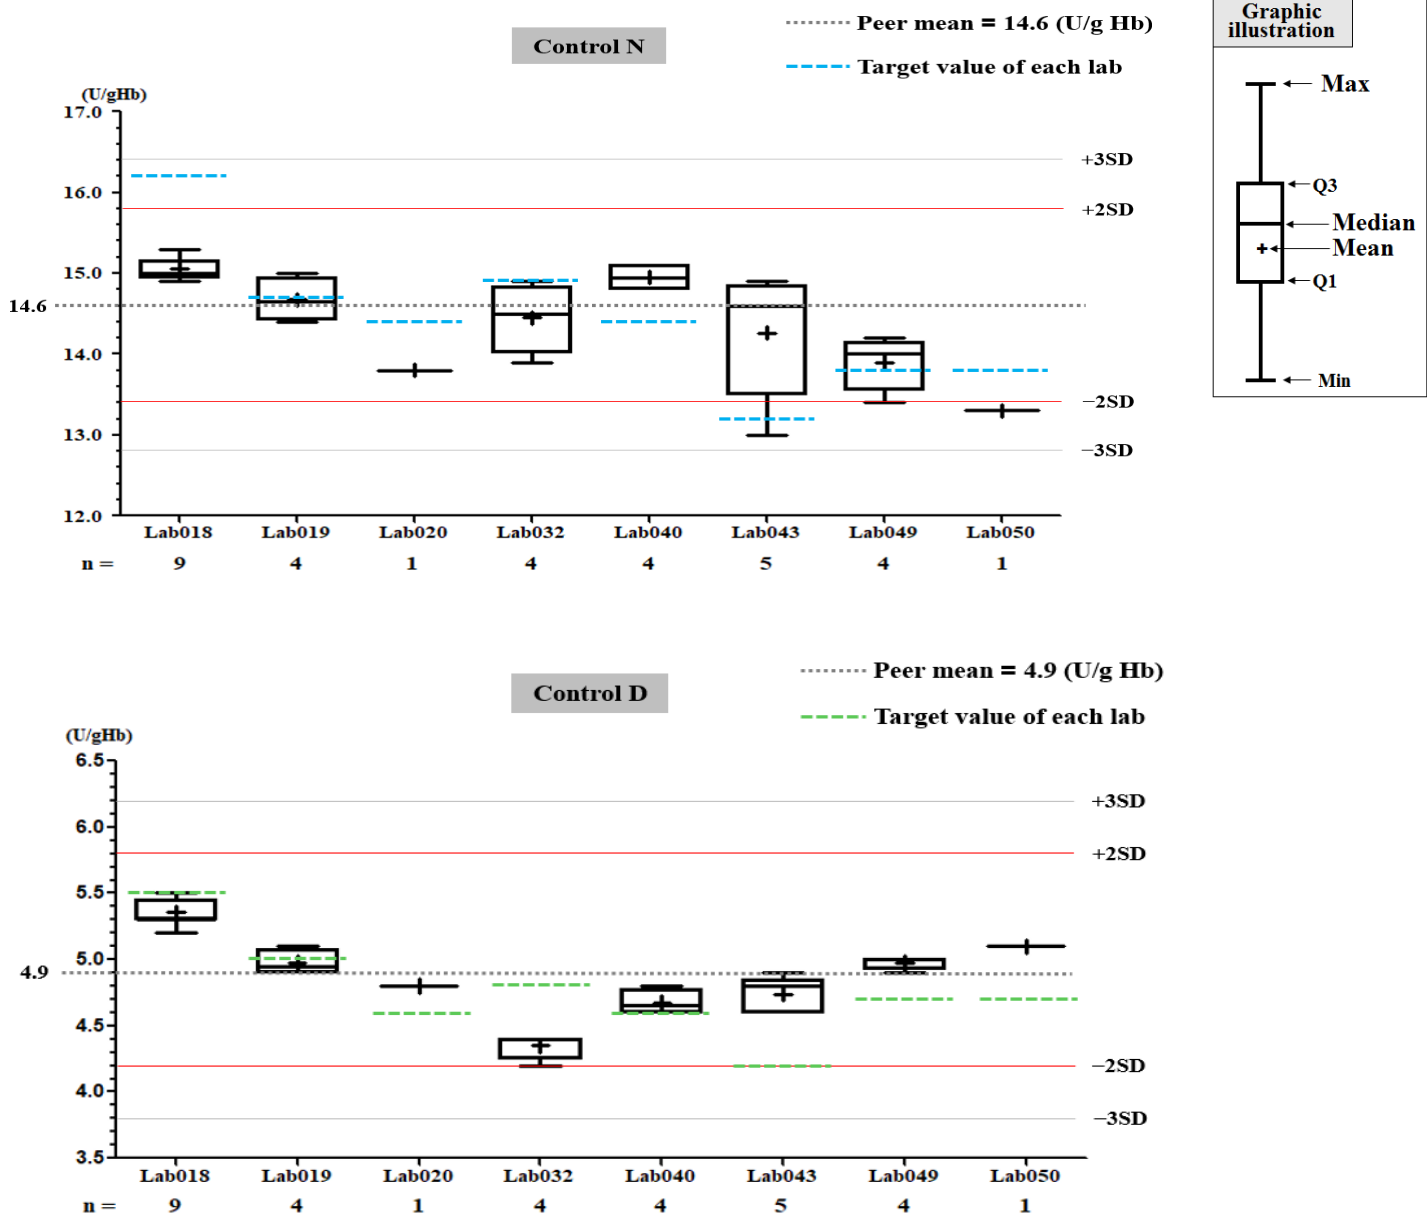 Control N
Peer mean = 14.6 (U/g Hb)
Target value of each lab
Graphic
illustration
Max
Q3
Median
Mean
Q1
Min
(U/gHb)
17.0
16.0
15.0
14.6
14.0
13.0
12.0
+3SD
+2SD
−2SD
−3SD
Lab018 Lab019 Lab020 Lab032 Lab040 Lab043 Lab049 Lab050
n = 9 4 1 4 4 5 4 1
Control D
Peer mean = 4.9 (U/g Hb)
Target value of each lab
(U/gHb)
6.5
6.0
5.5
5.0
4.9
4.5
4.0
3.5
+3SD
+2SD
−2SD
−3SD
Lab018 Lab019 Lab020 Lab032 Lab040 Lab043 Lab049 Lab050
n = 9 4 1 4 4 5 4 1